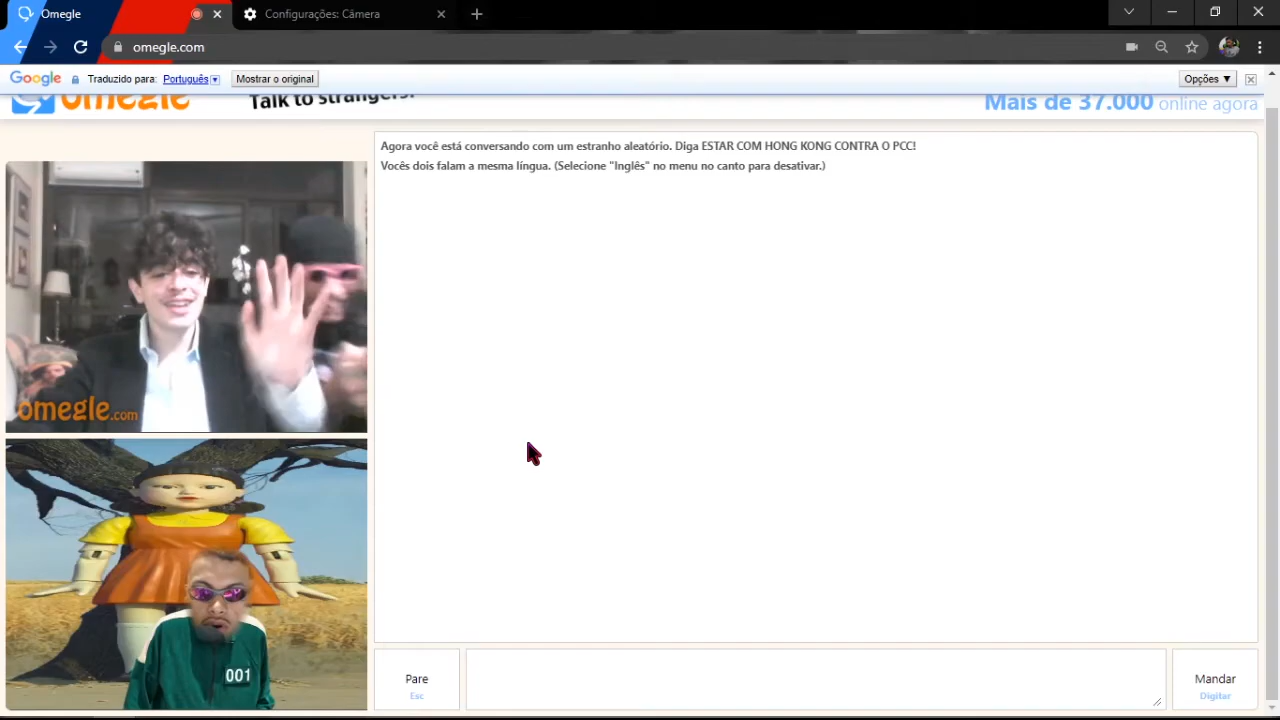 Omegle
Configurações: Câmera
omegle.com
Google
Traduzido para: Português
Mostrar o original
Opções ▼
omegle
Talk to strangers!
Mais de 37.000 online agora
Agora você está conversando com um estranho aleatório. Diga ESTAR COM HONG KONG CONTRA O PCC!
Vocês dois falam a mesma língua. (Selecione "Inglês" no menu no canto para desativar.)
omegle.com
001
Pare
Esc
Mandar
Digitar